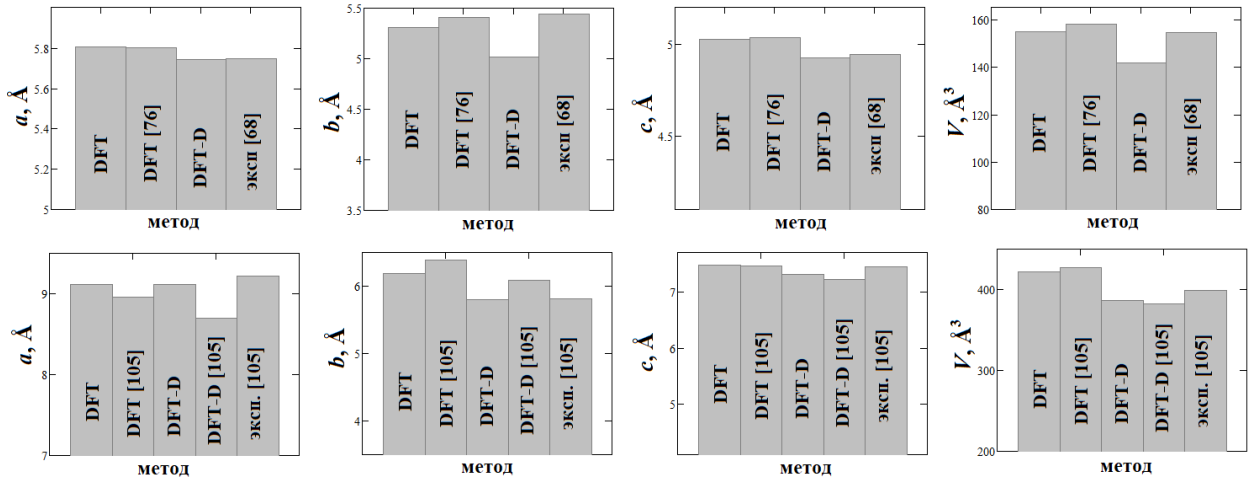 a, Å
5.8
5.6
5.4
5.2
5
DFT
DFT [76]
DFT-D
эксп [68]
метод
b, Å
5.5
5
4.5
4
3.5
DFT
DFT [76]
DFT-D
эксп [68]
метод
c, Å
5
4.5
DFT
DFT [76]
DFT-D
эксп [68]
метод
V, Å³
160
140
120
100
80
DFT
DFT [76]
DFT-D
эксп [68]
метод
a, Å
9
8
7
DFT
DFT [105]
DFT-D
DFT-D [105]
эксп. [105]
метод
b, Å
6
5
4
DFT
DFT [105]
DFT-D
DFT-D [105]
эксп. [105]
метод
c, Å
7
6
5
DFT
DFT [105]
DFT-D
DFT-D [105]
эксп. [105]
метод
V, Å³
400
300
200
DFT
DFT [105]
DFT-D
DFT-D [105]
эксп. [105]
метод